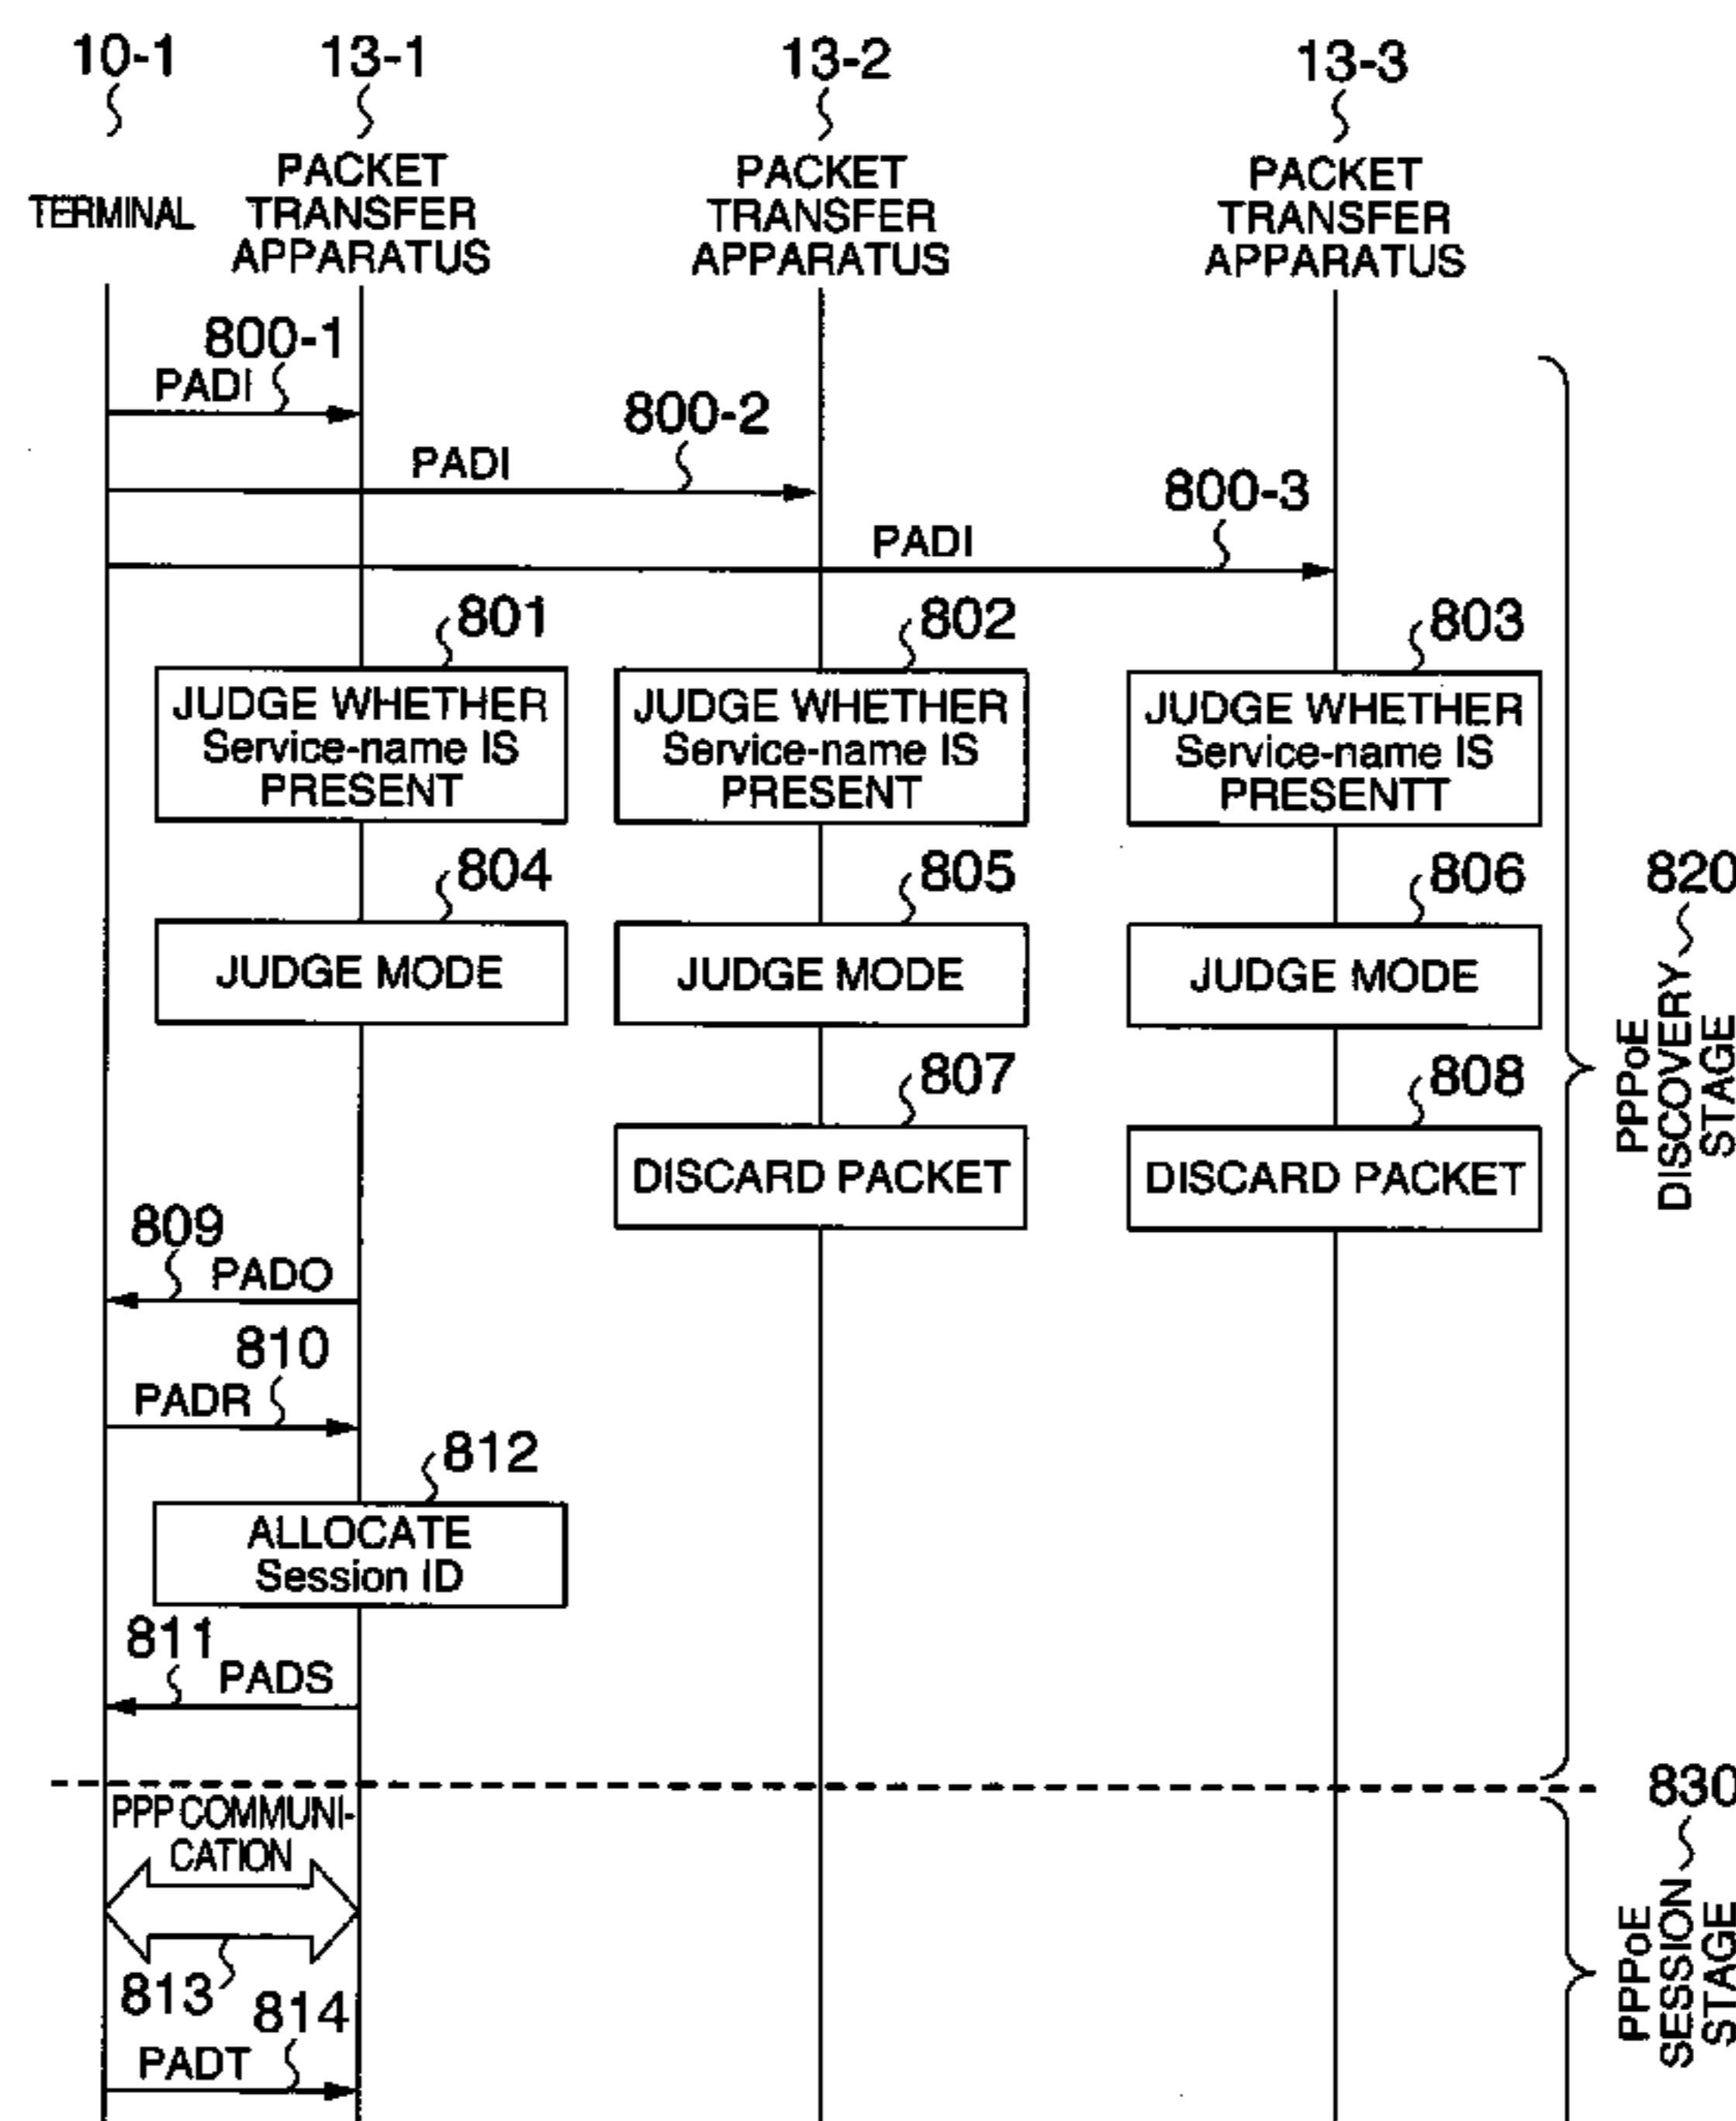 10-1
13-1
13-2
13-3
TERMINAL
PACKET
TRANSFER
APPARATUS
PACKET
TRANSFER
APPARATUS
PACKET
TRANSFER
APPARATUS
800-1
PADI
800-2
PADI
800-3
PADI
801
802
803
JUDGE WHETHER
Service-name IS
PRESENT
JUDGE WHETHER
Service-name IS
PRESENT
JUDGE WHETHER
Service-name IS
PRESENTT
804
805
806
JUDGE MODE
JUDGE MODE
JUDGE MODE
807
808
DISCARD PACKET
DISCARD PACKET
820
PPPoE
DISCOVERY
STAGE
809
PADO
810
PADR
812
ALLOCATE
Session ID
811
PADS
830
PPPoE
SESSION
STAGE
PPP COMMUNI-
CATION
813
814
PADT